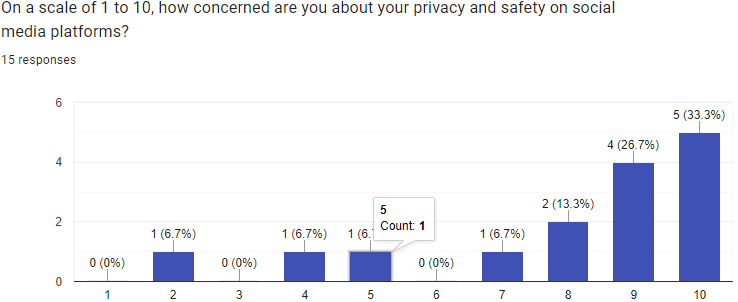 On a scale of 1 to 10, how concerned are you about your privacy and safety on social
media platforms?
15 responses
6
5 (33.3%)
4 (26.7%)
4
2 (13.3%)
5
Count: 1
2
1 (6.7%) 1 (6.7%) 1 (6. 1 (6.7%)
0 (0%) 0 (0%) 0 (0%)
0
1 2 3 4 5 6 7 8 9 10